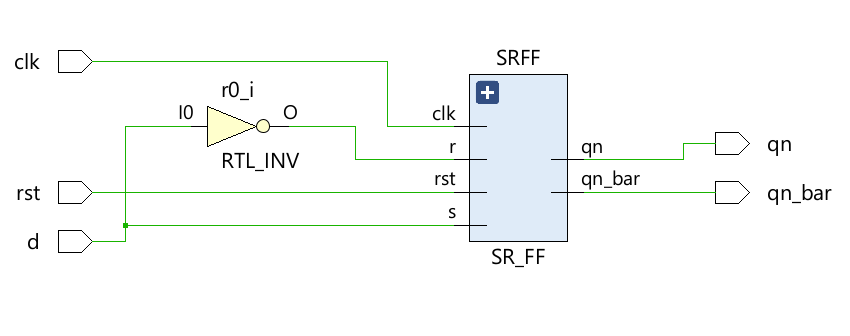 clk
SRFF
r0_i
I0
O
clk
RTL_INV
r
qn
qn
rst
rst
qn_bar
qn_bar
s
d
SR_FF